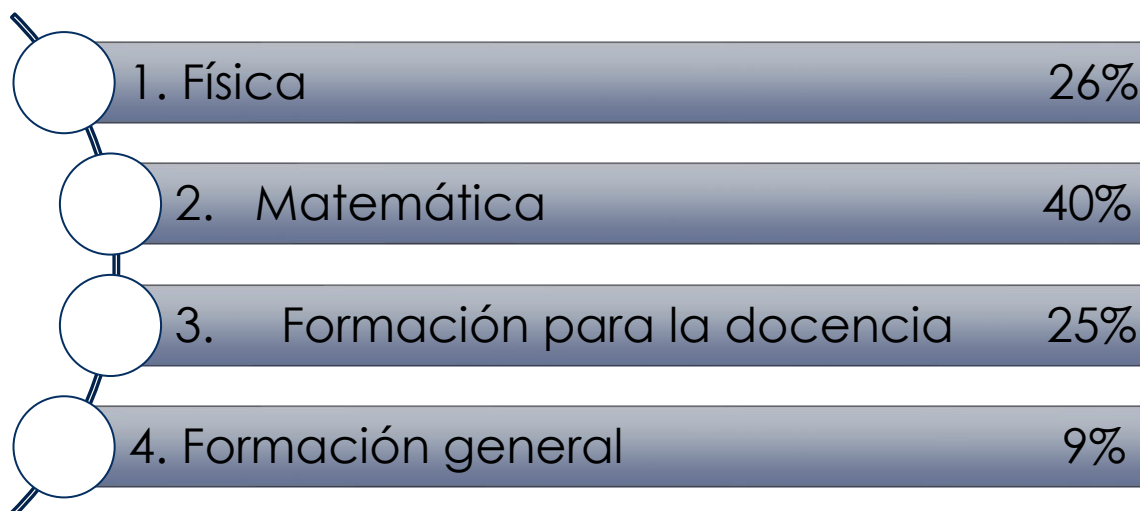 1. Física 26%
2. Matemática 40%
3. Formación para la docencia 25%
4. Formación general 9%